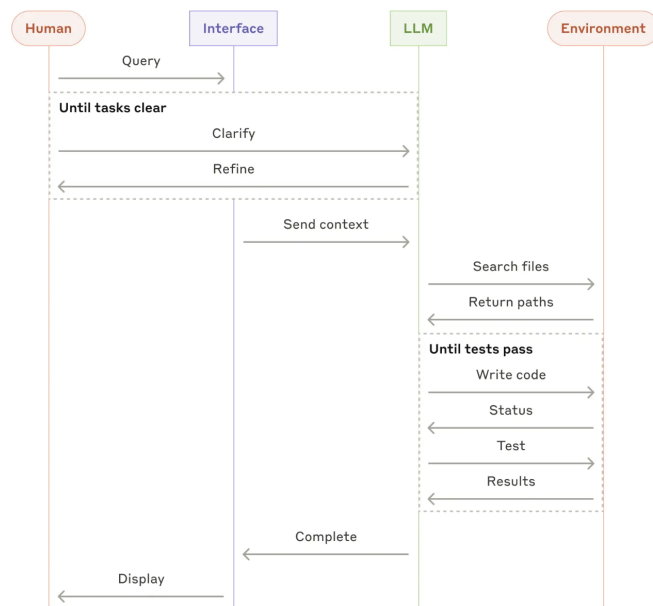 Human
Interface
LLM
Environment
Query
Until tasks clear
Clarify
Refine
Send context
Search files
Return paths
Until tests pass
Write code
Status
Test
Results
Complete
Display